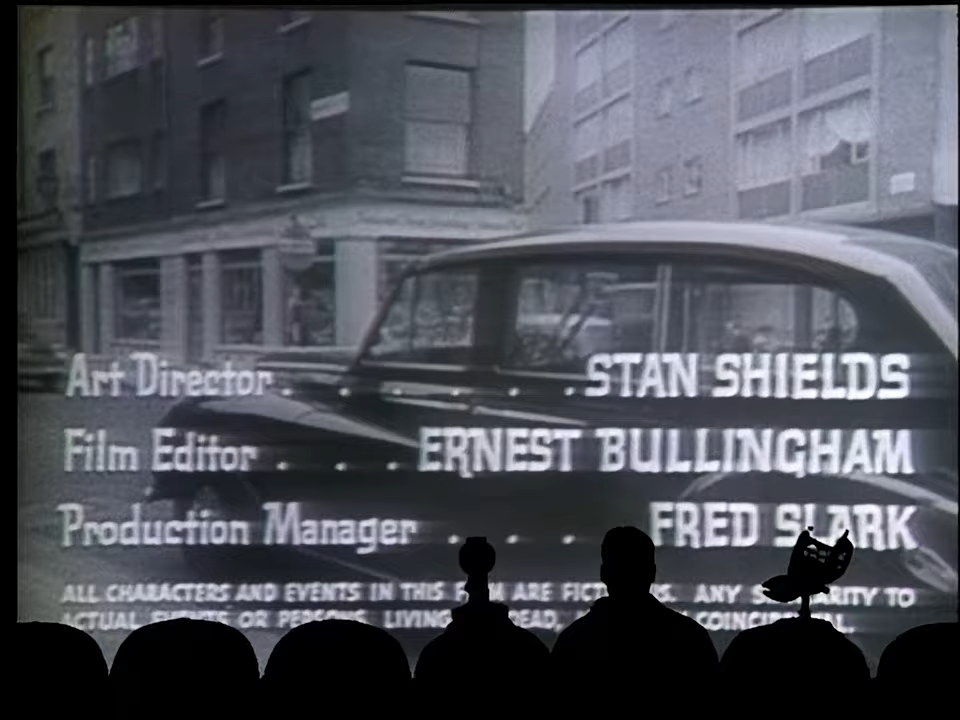 Art Director . . . . . . STAN SHIELDS
Film Editor . . . ERNEST BULLINGHAM
Production Manager . . . FRED SLARK
ALL CHARACTERS AND EVENTS IN THIS ARE ANY TO
ACTUAL OR PERSONS, LIVING